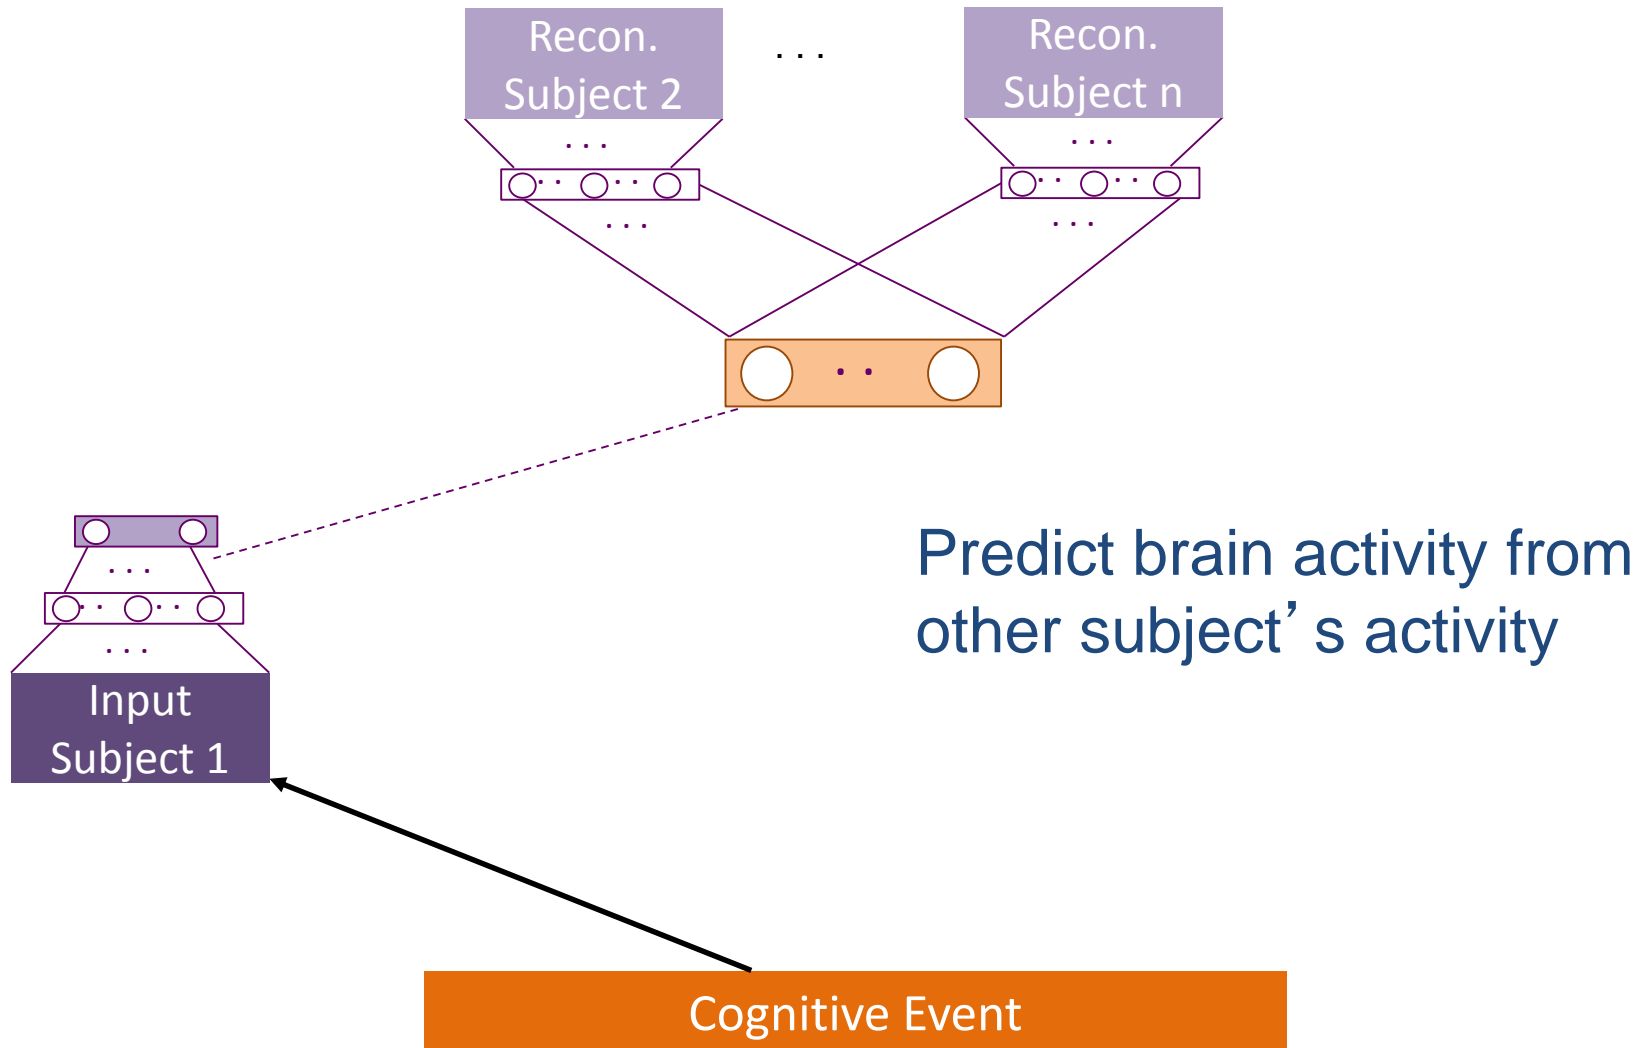 Recon.
Subject 2
. . .
Recon.
Subject n
Predict brain activity from
other subject’s activity
Input
Subject 1
Cognitive Event